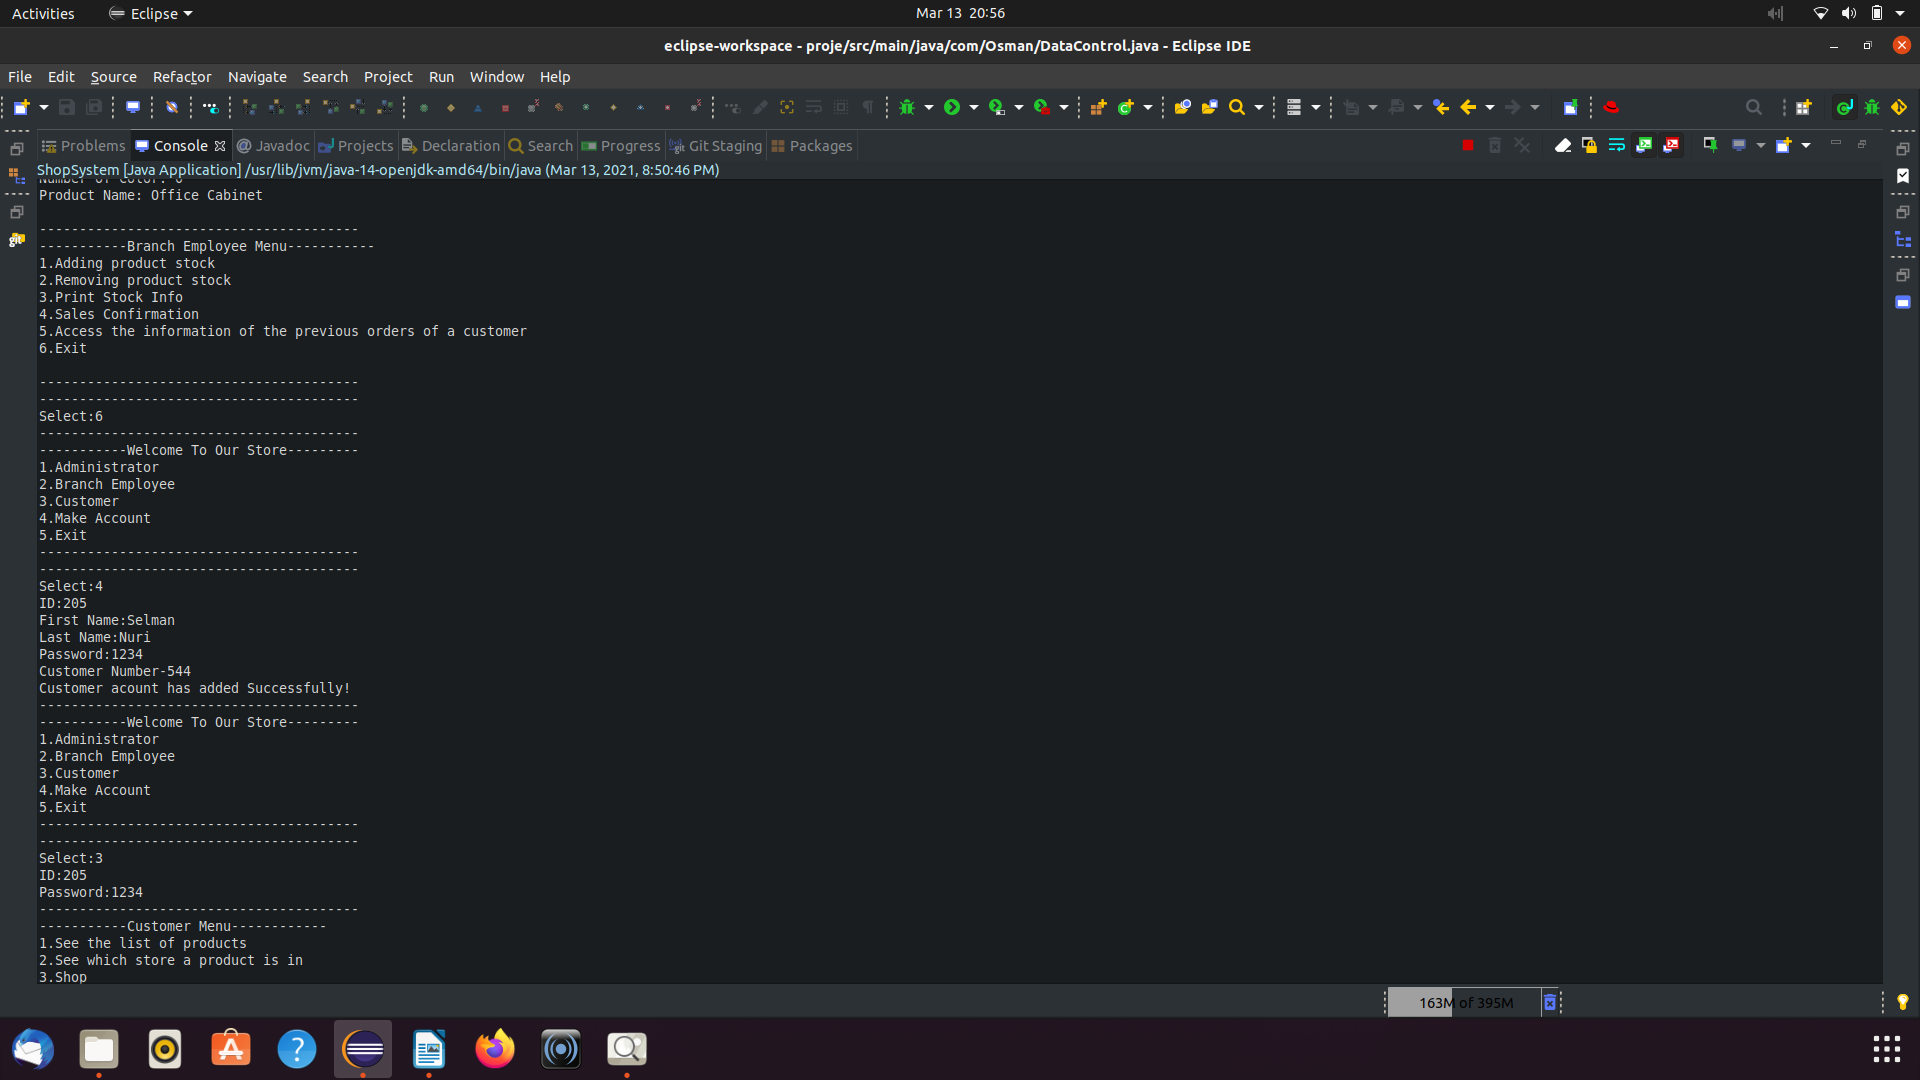 Activities Eclipse Mar 13 20:56
eclipse-workspace - proje/src/main/java/com/Osman/DataControl.java - Eclipse IDE
File Edit Source Refactor Navigate Search Project Run Window Help
Problems Console @ Javadoc Projects Declaration Search Progress Git Staging Packages
ShopSystem [Java Application] /usr/lib/jvm/java-14-openjdk-amd64/bin/java (Mar 13, 2021, 8:50:46 PM)
Number of Color: 6
Product Name: Office Cabinet
----------------------------------------
-----------Branch Employee Menu-----------
1.Adding product stock
2.Removing product stock
3.Print Stock Info
4.Sales Confirmation
5.Access the information of the previous orders of a customer
6.Exit
----------------------------------------
----------------------------------------
Select:6
----------------------------------------
-----------Welcome To Our Store---------
1.Administrator
2.Branch Employee
3.Customer
4.Make Account
5.Exit
----------------------------------------
----------------------------------------
Select:4
ID:205
First Name:Selman
Last Name:Nuri
Password:1234
Customer Number-544
Customer acount has added Successfully!
----------------------------------------
-----------Welcome To Our Store---------
1.Administrator
2.Branch Employee
3.Customer
4.Make Account
5.Exit
----------------------------------------
----------------------------------------
Select:3
ID:205
Password:1234
----------------------------------------
-----------Customer Menu------------
1.See the list of products
2.See which store a product is in
3.Shop
163M of 395M